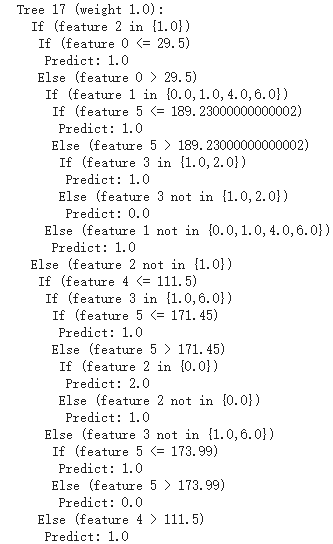 Tree 17 (weight 1.0):
If (feature 2 in {1.0})
If (feature 0 <= 29.5)
Predict: 1.0
Else (feature 0 > 29.5)
If (feature 1 in {0.0,1.0,4.0,6.0})
If (feature 5 <= 189.23000000000002)
Predict: 1.0
Else (feature 5 > 189.23000000000002)
If (feature 3 in {1.0,2.0})
Predict: 1.0
Else (feature 3 not in {1.0,2.0})
Predict: 0.0
Else (feature 1 not in {0.0,1.0,4.0,6.0})
Predict: 1.0
Else (feature 2 not in {1.0})
If (feature 4 <= 111.5)
If (feature 3 in {1.0,6.0})
If (feature 5 <= 171.45)
Predict: 1.0
Else (feature 5 > 171.45)
If (feature 2 in {0.0})
Predict: 2.0
Else (feature 2 not in {0.0})
Predict: 1.0
Else (feature 3 not in {1.0,6.0})
If (feature 5 <= 173.99)
Predict: 1.0
Else (feature 5 > 173.99)
Predict: 0.0
Else (feature 4 > 111.5)
Predict: 1.0